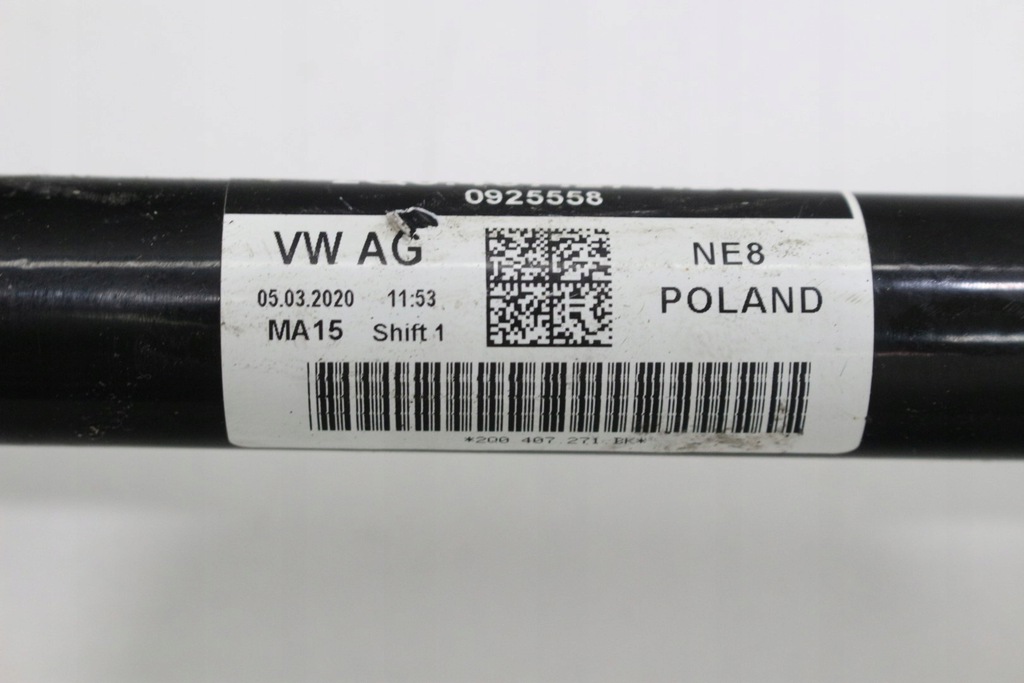 0925558
VW AG
05.03.2020 11:53
MA15 Shift 1
NE8
POLAND
*2Q0 407 271 BK*